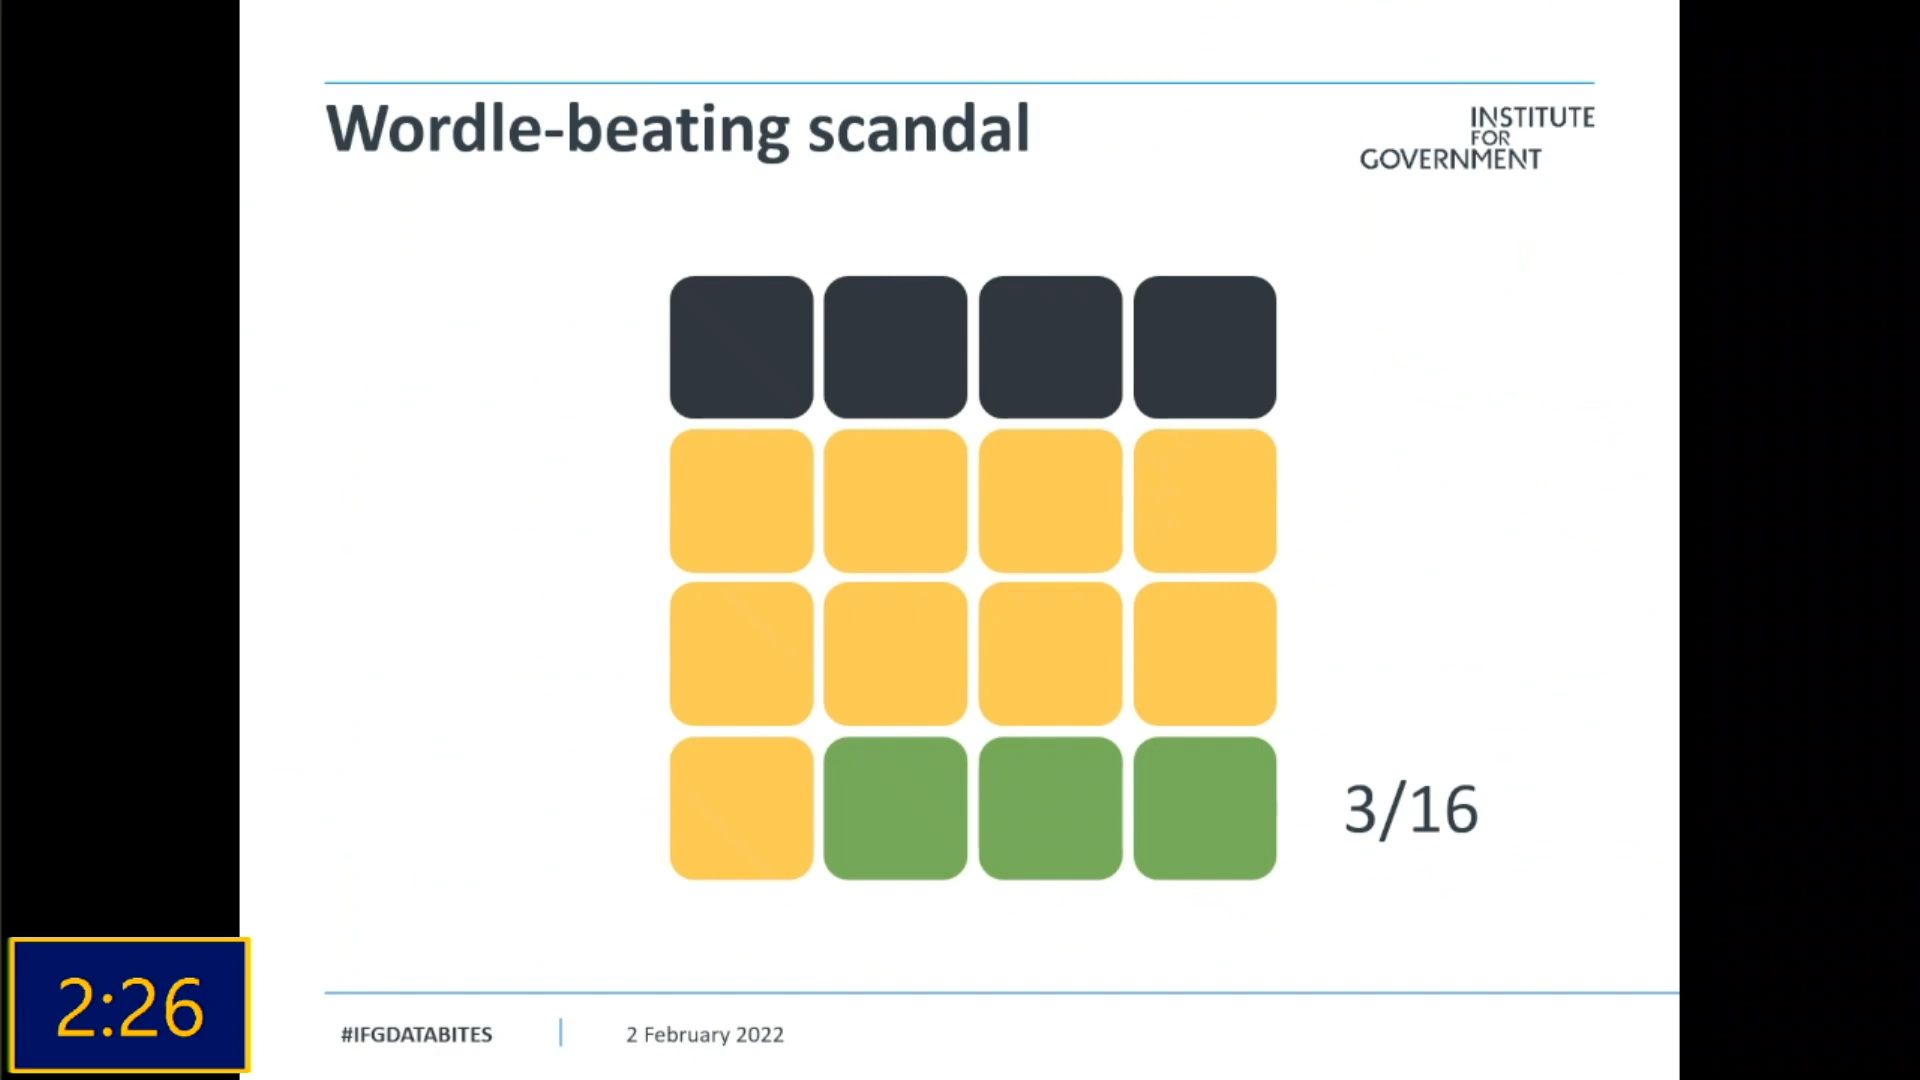 Wordle-beating scandal
INSTITUTE
FOR
GOVERNMENT
3/16
2:26
#IFGDATABITES
2 February 2022